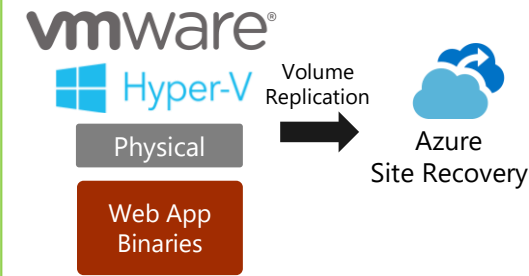 vmware®
Hyper-V
Volume
Replication
Physical
Azure
Site Recovery
Web App
Binaries